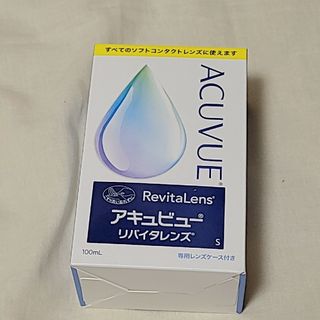 すべてのソフトコンタクトレンズに使えます
ACUVUE®
RevitaLens®
アキュビュー®
リバイタレンズ®
S
100mL
専用レンズケース付き